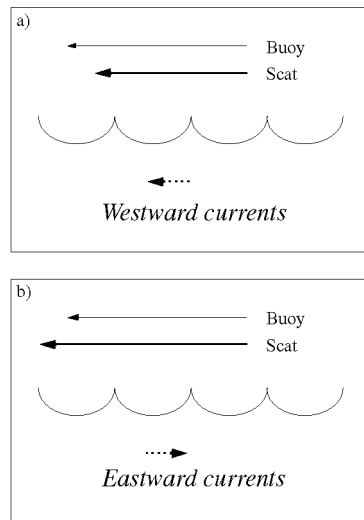 a)
Buoy
Scat
Westward currents
b)
Buoy
Scat
Eastward currents